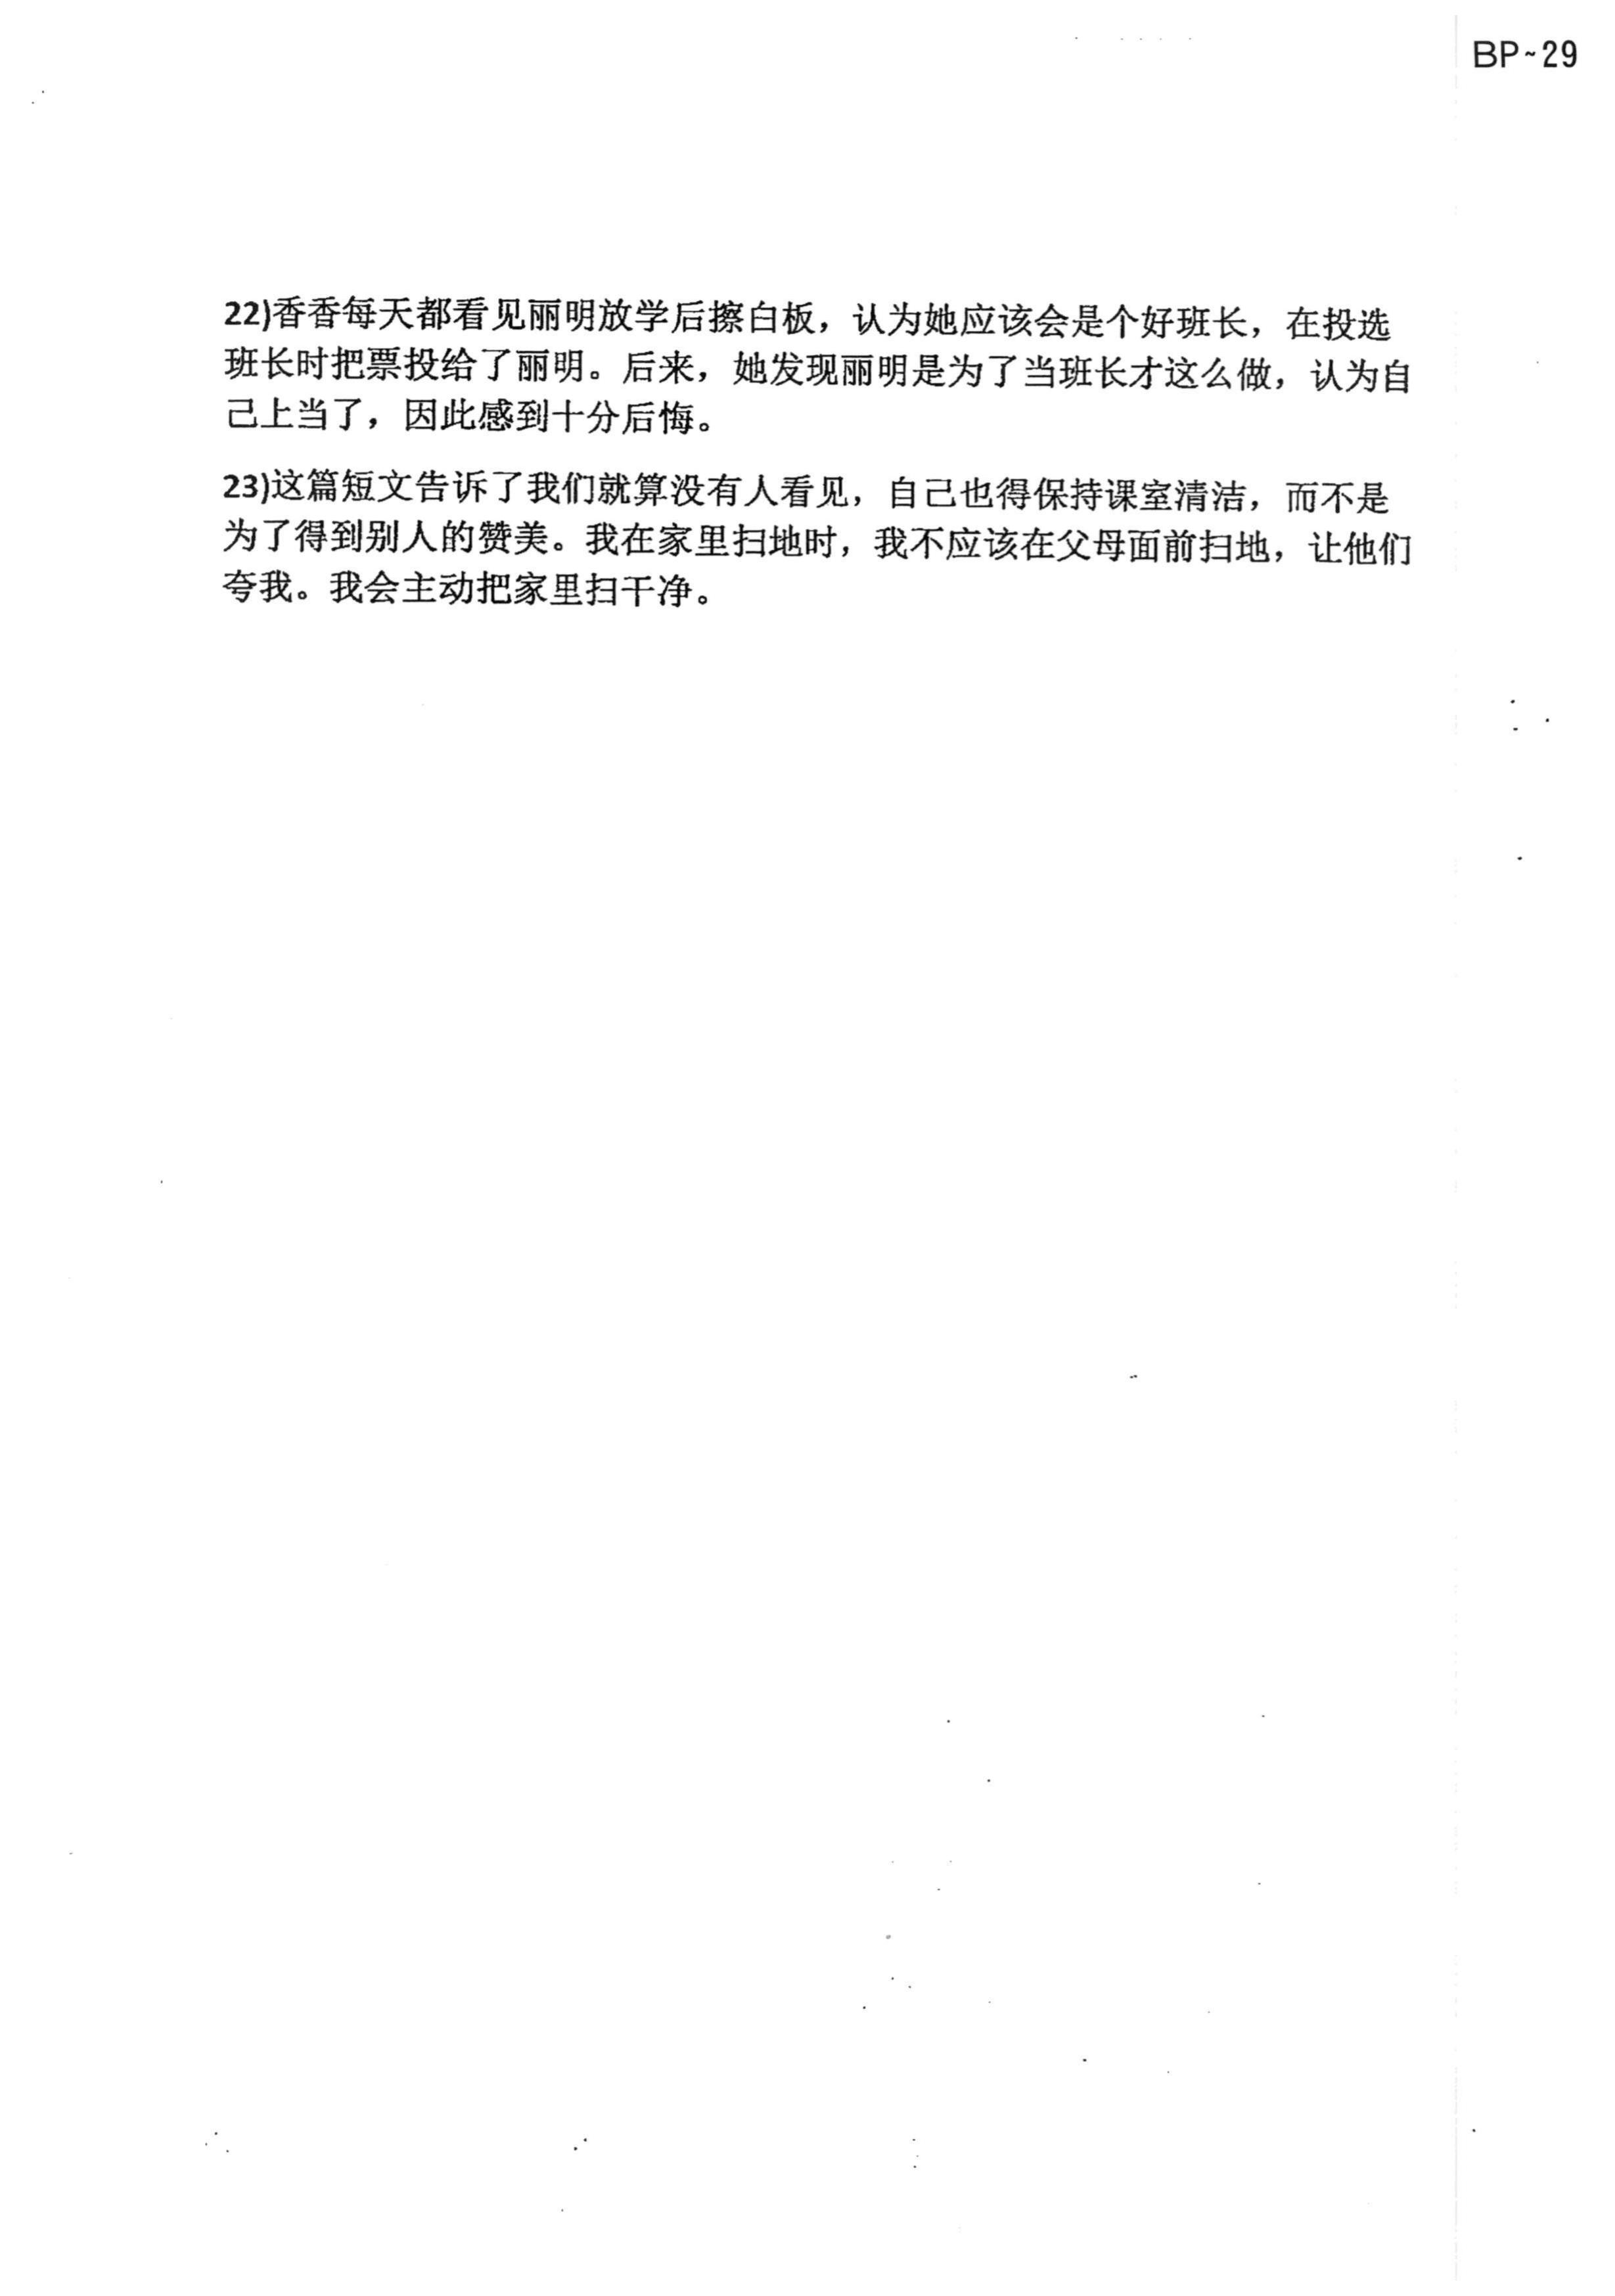 BP~29
22)香香每天都看见丽明放学后擦白板，认为她应该会是个好班长，在投选
班长时把票投给了丽明。后来，她发现丽明是为了当班长才这么做，认为自
己上当了，因此感到十分后悔。
23)这篇短文告诉了我们就算没有人看见，自己也得保持课室清洁，而不是
为了得到别人的赞美。我在家里扫地时，我不应该在父母面前扫地，让他们
夸我。我会主动把家里扫干净。